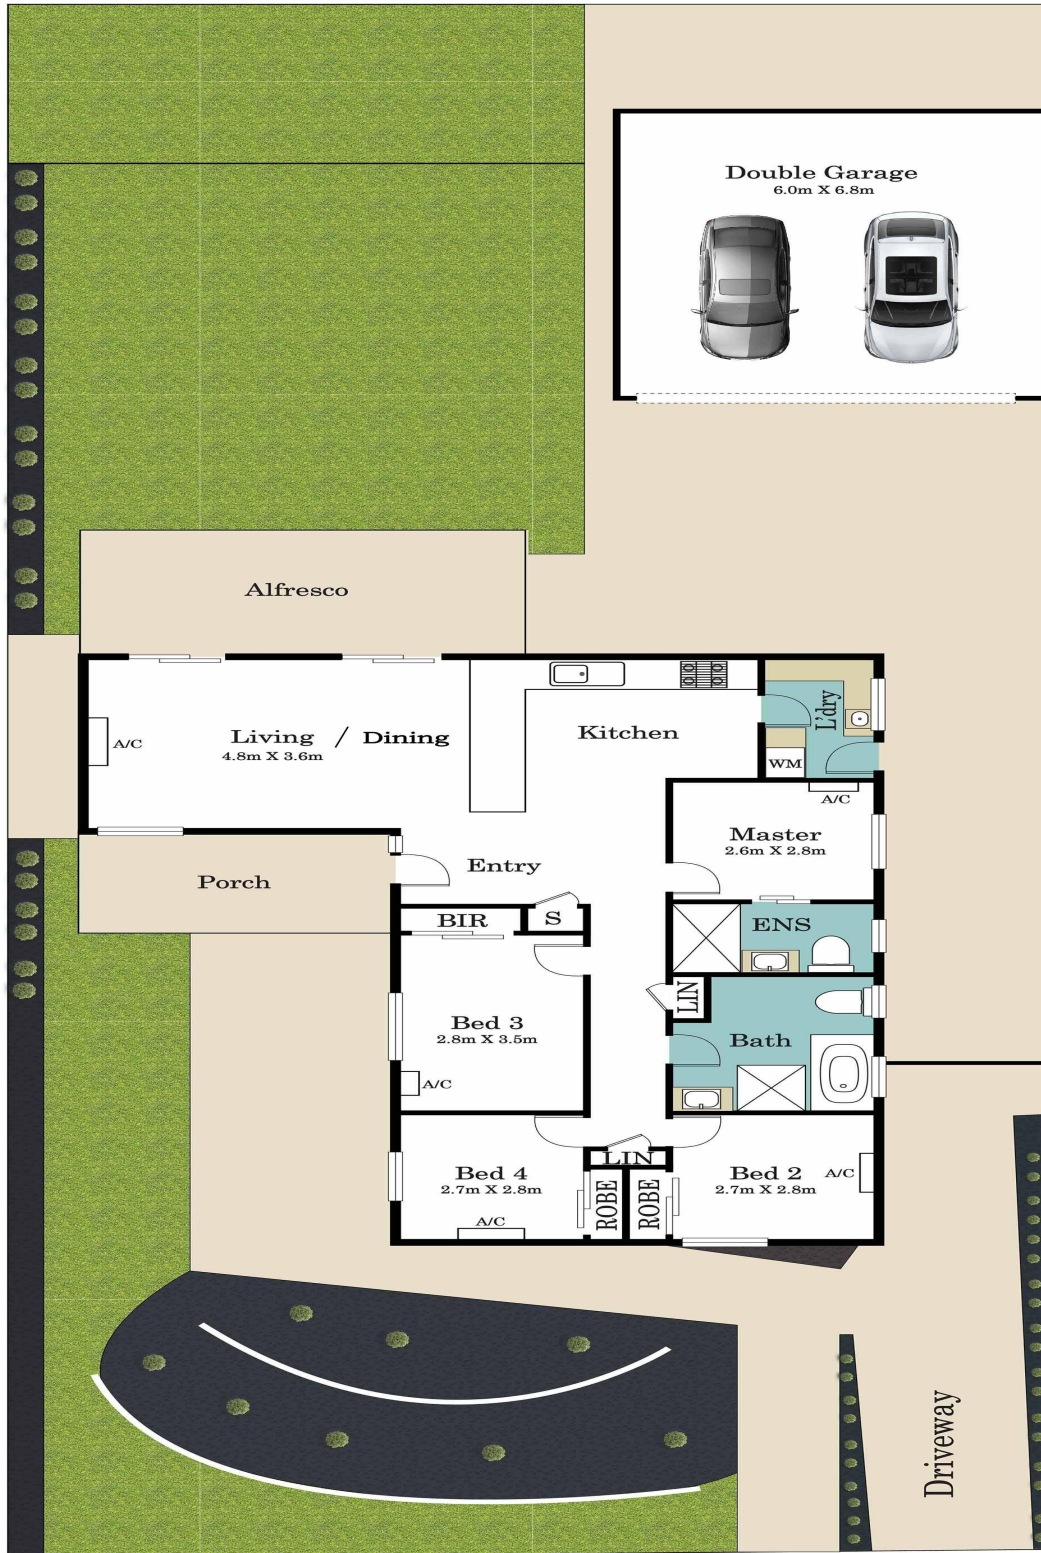 Double Garage
6.0m X 6.8m
Alfresco
Living / Dining
4.8m X 3.6m
A/C
Kitchen
L'dry
WM
A/C
Master
2.6m X 2.8m
Entry
Porch
BIR
S
ENS
LIN
Bed 3
2.8m X 3.5m
Bath
A/C
LIN
Bed 4
2.7m X 2.8m
A/C
ROBE
ROBE
Bed 2
2.7m X 2.8m
A/C
Driveway